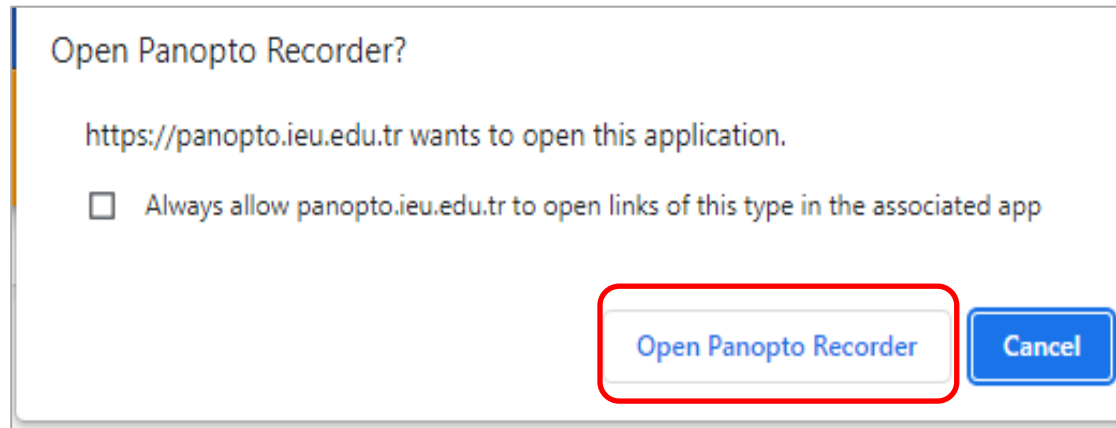 Open Panopto Recorder?
https://panopto.ieu.edu.tr wants to open this application.
Always allow panopto.ieu.edu.tr to open links of this type in the associated app
Open Panopto Recorder
Cancel